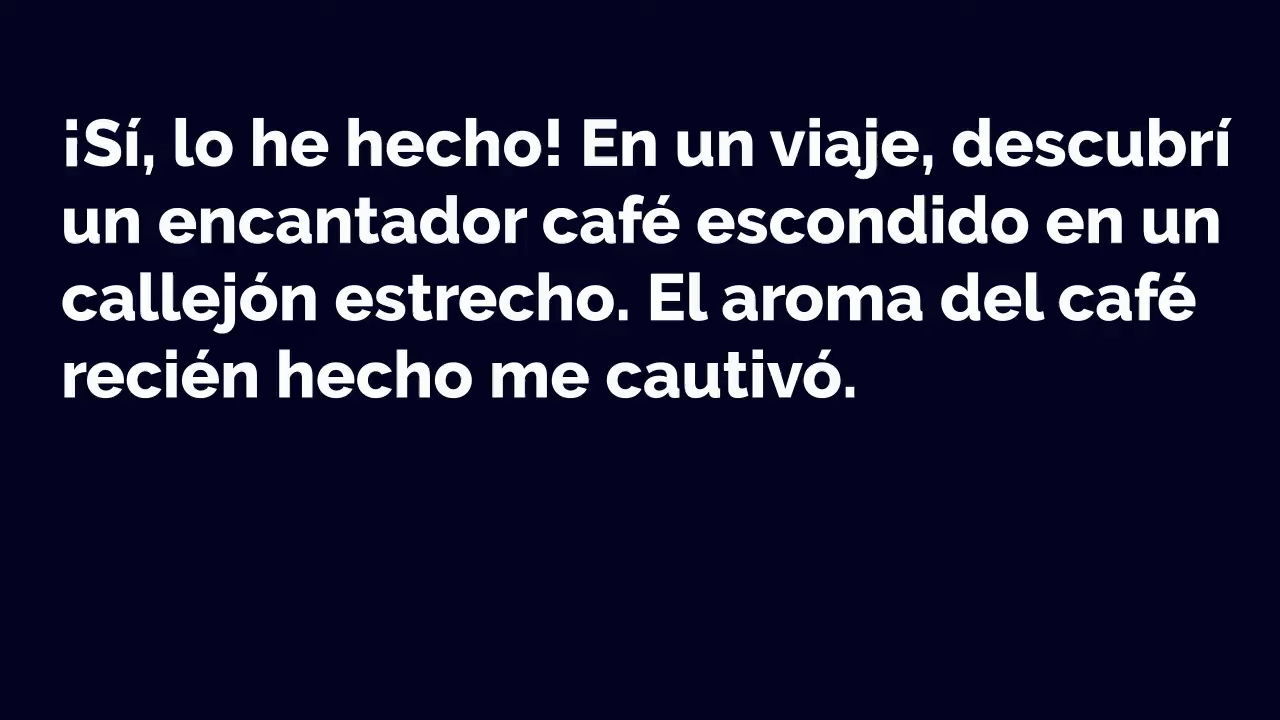 ¡Sí, lo he hecho! En un viaje, descubrí
un encantador café escondido en un
callejón estrecho. El aroma del café
recién hecho me cautivó.